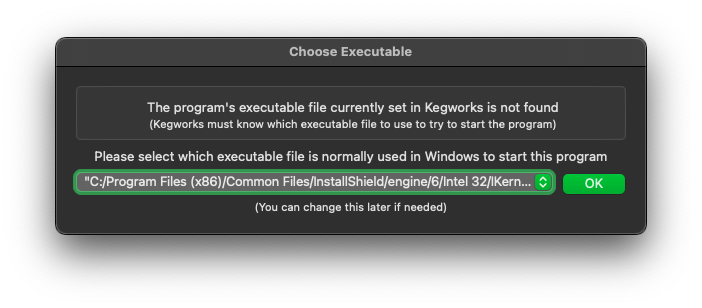 Choose Executable
The program's executable file currently set in Kegworks is not found
(Kegworks must know which executable file to use to try to start the program)
Please select which executable file is normally used in Windows to start this program
"C:/Program Files (x86)/Common Files/InstallShield/engine/6/Intel 32/IKern...
OK
(You can change this later if needed)